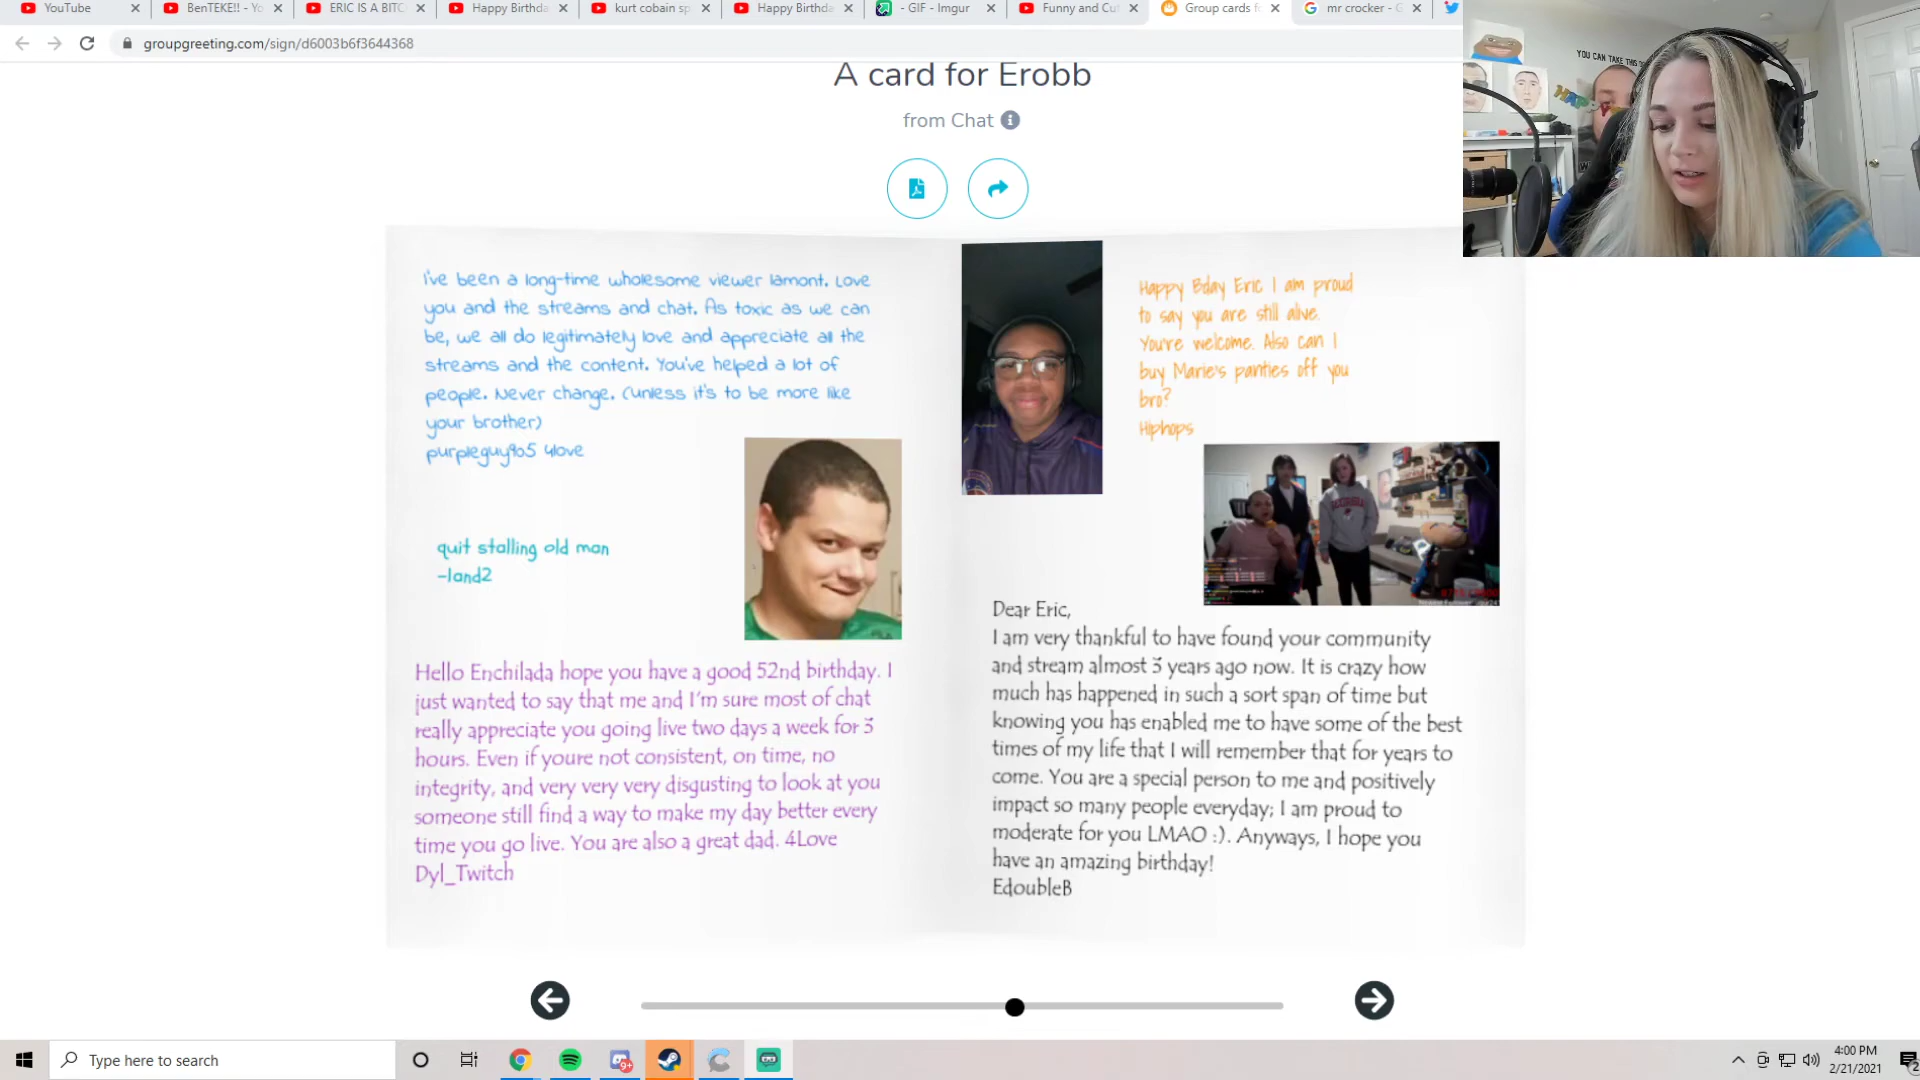 YouTube
BenTEKE!! - Yo
ERIC IS A BITC
Happy Birthda
kurt cobain sp
Happy Birthda
- GIF - Imgur
Funny and Cu
Group cards fo
mr crocker - G
groupgreeting.com/sign/d6003b6f3644368
YOU CAN TAKE THIS
A card for Erobb
from Chat
I've been a long-time wholesome viewer lamont. Love
you and the streams and chat. As toxic as we can
be, we all do legitimately love and appreciate all the
streams and the content. You've helped a lot of
people. Never change. (unless it's to be more like
your brother)
purpleguy905 4love
quit stalling old man
-land2
Hello Enchilada hope you have a good 52nd birthday. I
just wanted to say that me and I'm sure most of chat
really appreciate you going live two days a week for 3
hours. Even if youre not consistent, on time, no
integrity, and very very very disgusting to look at you
someone still find a way to make my day better every
time you go live. You are also a great dad. 4Love
Dyl_Twitch
Happy Bday Eric I am proud
to say you are still alive.
You're welcome. Also can I
buy Marie's panties off you
bro?
Hiphops
Dear Eric,
I am very thankful to have found your community
and stream almost 3 years ago now. It is crazy how
much has happened in such a sort span of time but
knowing you has enabled me to have some of the best
times of my life that I will remember that for years to
come. You are a special person to me and positively
impact so many people everyday; I am proud to
moderate for you LMAO :). Anyways, I hope you
have an amazing birthday!
EdoubleB
Type here to search
9+
4:00 PM
2/21/2021
2